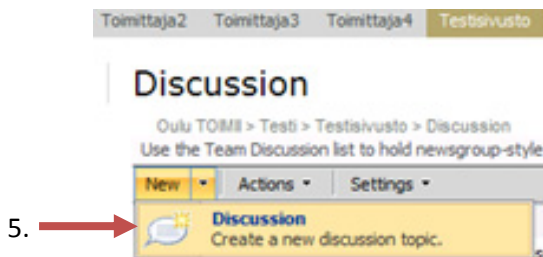 Toimittaja2 Toimittaja3 Toimittaja4 Testisivusto
Discussion
Oulu TOIMII > Testi > Testisivusto > Discussion
Use the Team Discussion list to hold newsgroup-style
New Actions Settings
5.
Discussion
Create a new discussion topic.